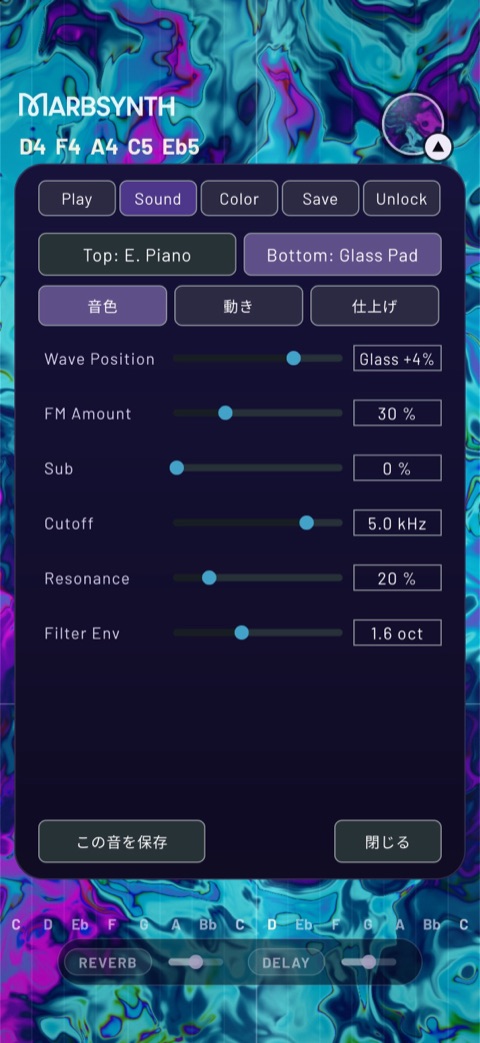 MARBSYNTH
D4 F4 A4 C5 Eb5
Play Sound Color Save Unlock
Top: E. Piano Bottom: Glass Pad
音色 動き 仕上げ
Wave Position Glass +4%
FM Amount 30 %
Sub 0 %
Cutoff 5.0 kHz
Resonance 20 %
Filter Env 1.6 oct
この音を保存 閉じる
C D Eb F G A Bb C D Eb F G A Bb C
REVERB DELAY